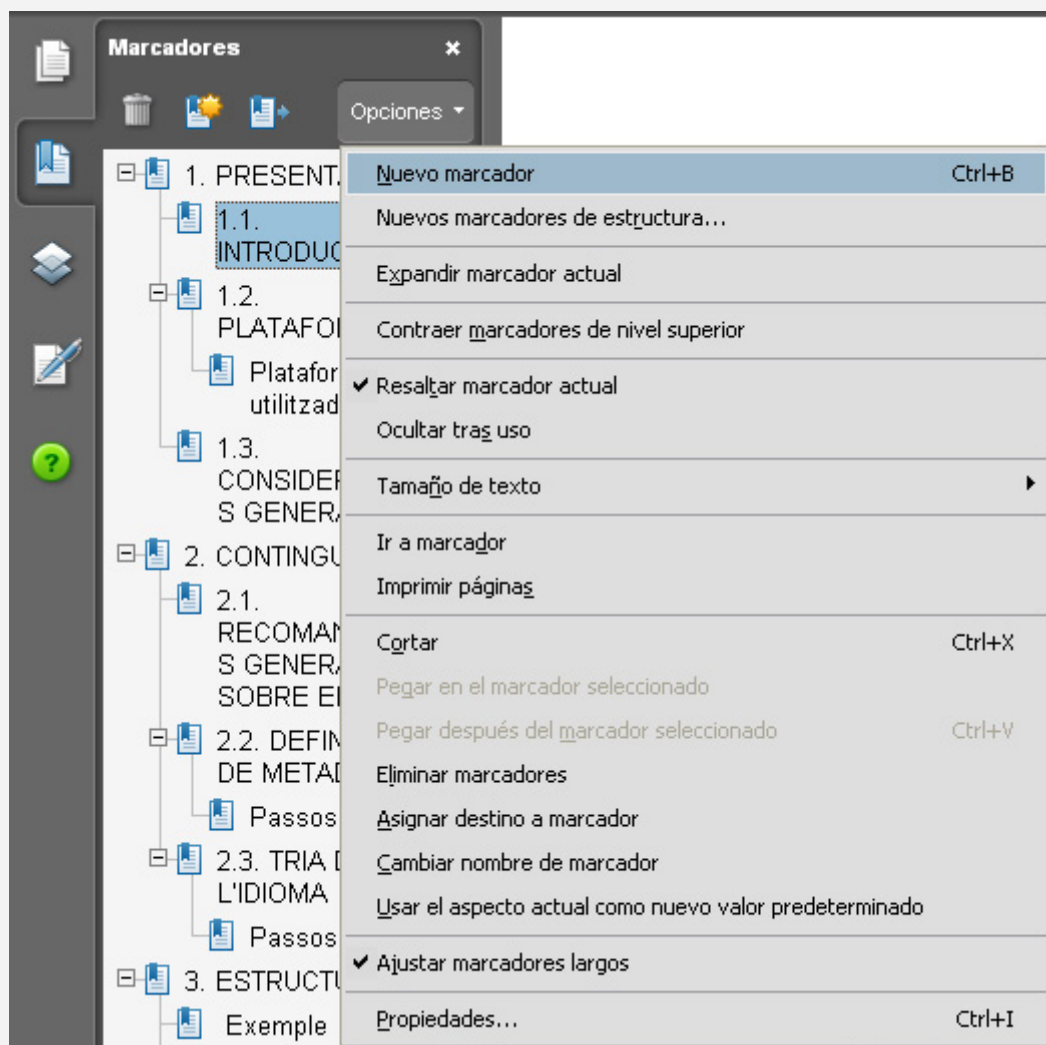 Marcadores
Opciones
1. PRESENT
1.1.
INTRODUC
1.2.
PLATAFO
Platafor
utilitzad
1.3.
CONSIDE
S GENER
2. CONTING
2.1.
RECOMA
S GENER
SOBRE E
2.2. DEFI
DE META
Passos
2.3. TRIA
L'IDIOMA
Passos
3. ESTRUCT
Exemple
Nuevo marcador Ctrl+B
Nuevos marcadores de estructura...
Expandir marcador actual
Contraer marcadores de nivel superior
Resaltar marcador actual
Ocultar tras uso
Tamaño de texto
Ir a marcador
Imprimir páginas
Cortar Ctrl+X
Pegar en el marcador seleccionado
Pegar después del marcador seleccionado Ctrl+V
Eliminar marcadores
Asignar destino a marcador
Cambiar nombre de marcador
Usar el aspecto actual como nuevo valor predeterminado
Ajustar marcadores largos
Propiedades... Ctrl+I